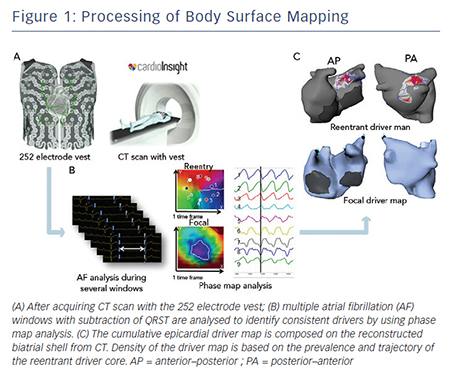 Figure 1: Processing of Body Surface Mapping
A
cardioInsight
C
AP
PA
252 electrode vest
CT scan with vest
Reentrant driver man
B
Reentry
1 time frame
Focal
1 time frame
AF analysis during
several windows
Phase map analysis
Focal driver map
(A) After acquiring CT scan with the 252 electrode vest; (B) multiple atrial fibrillation (AF)
windows with subtraction of QRST are analysed to identify consistent drivers by using phase
map analysis. (C) The cumulative epicardial driver map is composed on the reconstructed
biatrial shell from CT. Density of the driver map is based on the prevalence and trajectory of
the reentrant driver core. AP = anterior–posterior ; PA = posterior–anterior